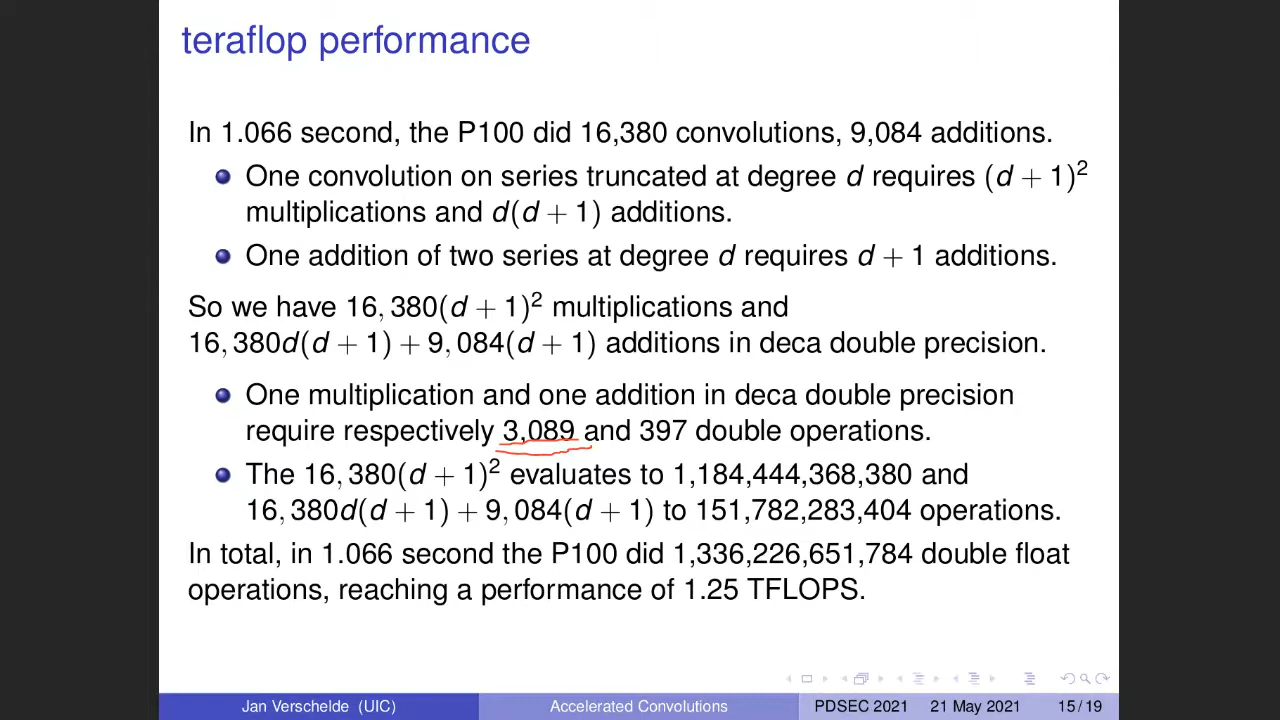 teraflop performance
In 1.066 second, the P100 did 16,380 convolutions, 9,084 additions.
One convolution on series truncated at degree d requires (d + 1)²
multiplications and d(d + 1) additions.
One addition of two series at degree d requires d + 1 additions.
So we have 16, 380(d + 1)² multiplications and
16, 380d(d + 1) + 9, 084(d + 1) additions in deca double precision.
One multiplication and one addition in deca double precision
require respectively 3,089 and 397 double operations.
The 16, 380(d + 1)² evaluates to 1,184,444,368,380 and
16, 380d(d + 1) + 9, 084(d + 1) to 151,782,283,404 operations.
In total, in 1.066 second the P100 did 1,336,226,651,784 double float
operations, reaching a performance of 1.25 TFLOPS.
Jan Verschelde (UIC) Accelerated Convolutions PDSEC 2021 21 May 2021 15 / 19